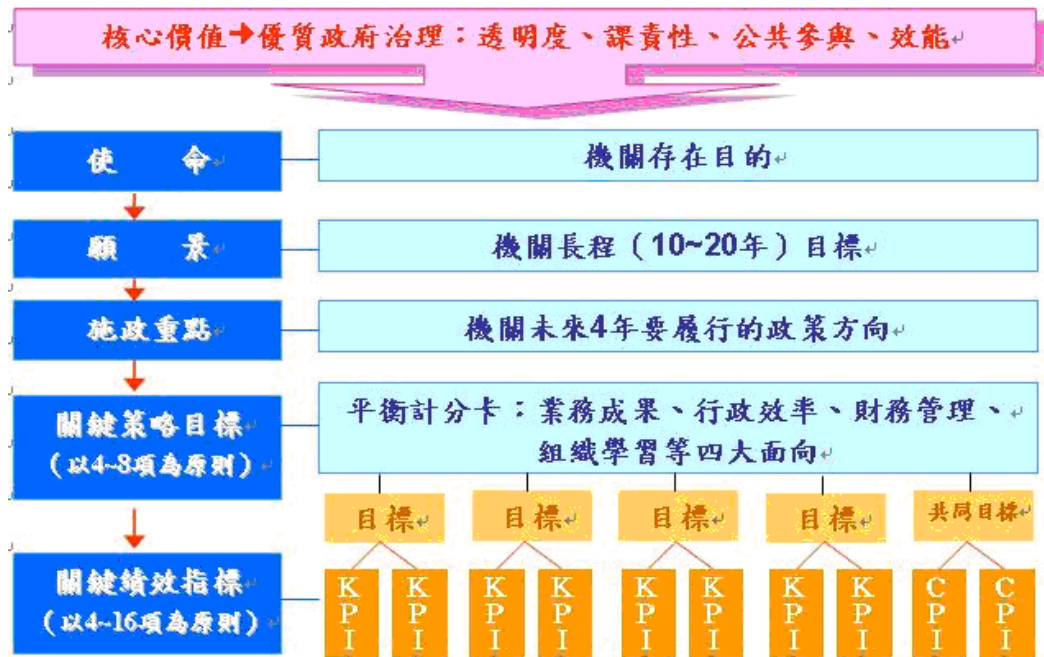 核心價值→優質政府治理：透明度、課責性、公共參與、效能
使　命
機關存在目的
願　景
機關長程（10~20年）目標
施政重點
機關未來4年要履行的政策方向
關鍵策略目標
（以4~8項為原則）
平衡計分卡：業務成果、行政效率、財務管理、
組織學習等四大面向
目標 目標 目標 目標 共同目標
關鍵績效指標
（以4~16項為原則）
KPI KPI KPI KPI KPI KPI KPI KPI CPI CPI